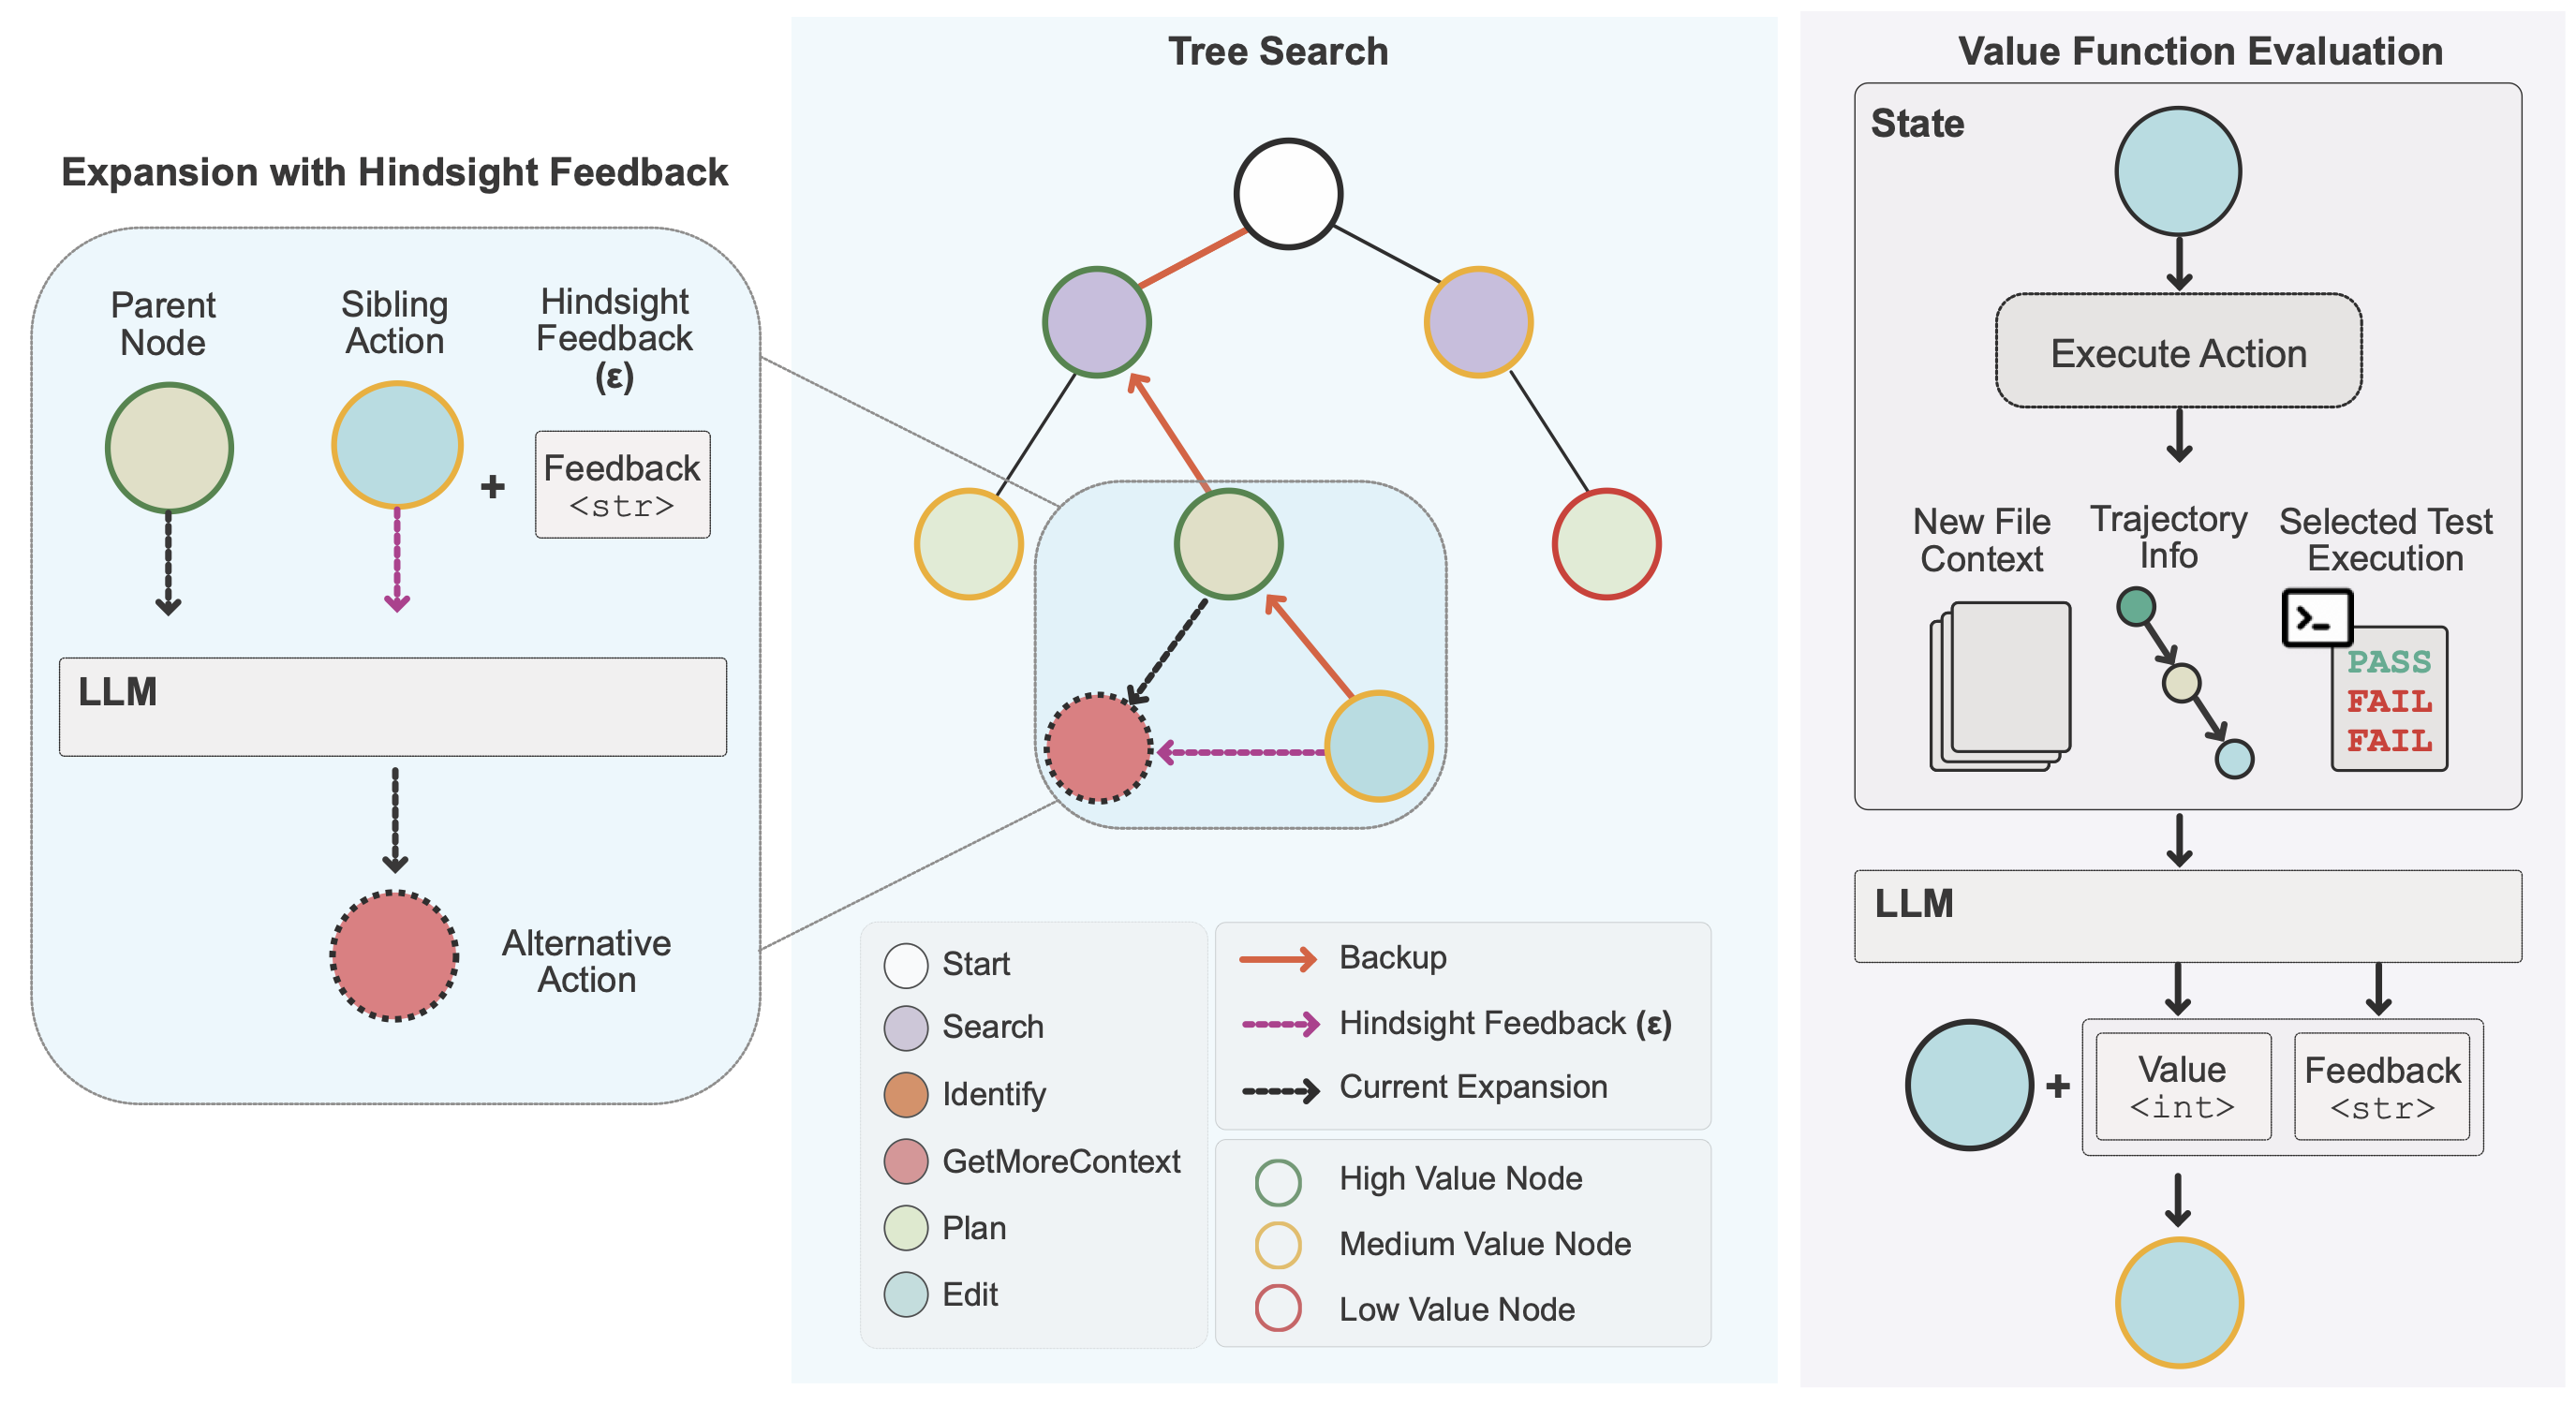 Expansion with Hindsight Feedback
Parent
Node
Sibling
Action
Hindsight
Feedback
(ε)
+
Feedback
<str>
LLM
Alternative
Action
Tree Search
Start
Search
Identify
GetMoreContext
Plan
Edit
Backup
Hindsight Feedback (ε)
Current Expansion
High Value Node
Medium Value Node
Low Value Node
Value Function Evaluation
State
Execute Action
New File
Context
Trajectory
Info
Selected Test
Execution
>_
PASS
FAIL
FAIL
LLM
+
Value
<int>
Feedback
<str>